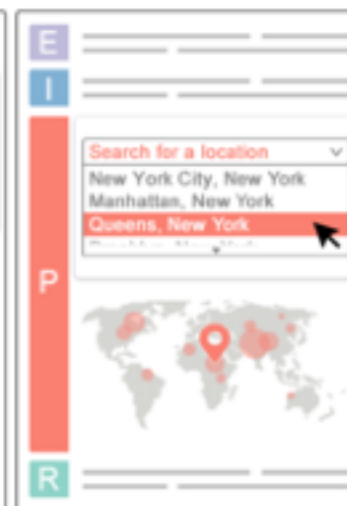 E
I
Search for a location
New York City, New York
Manhattan, New York
Queens, New York
P
R